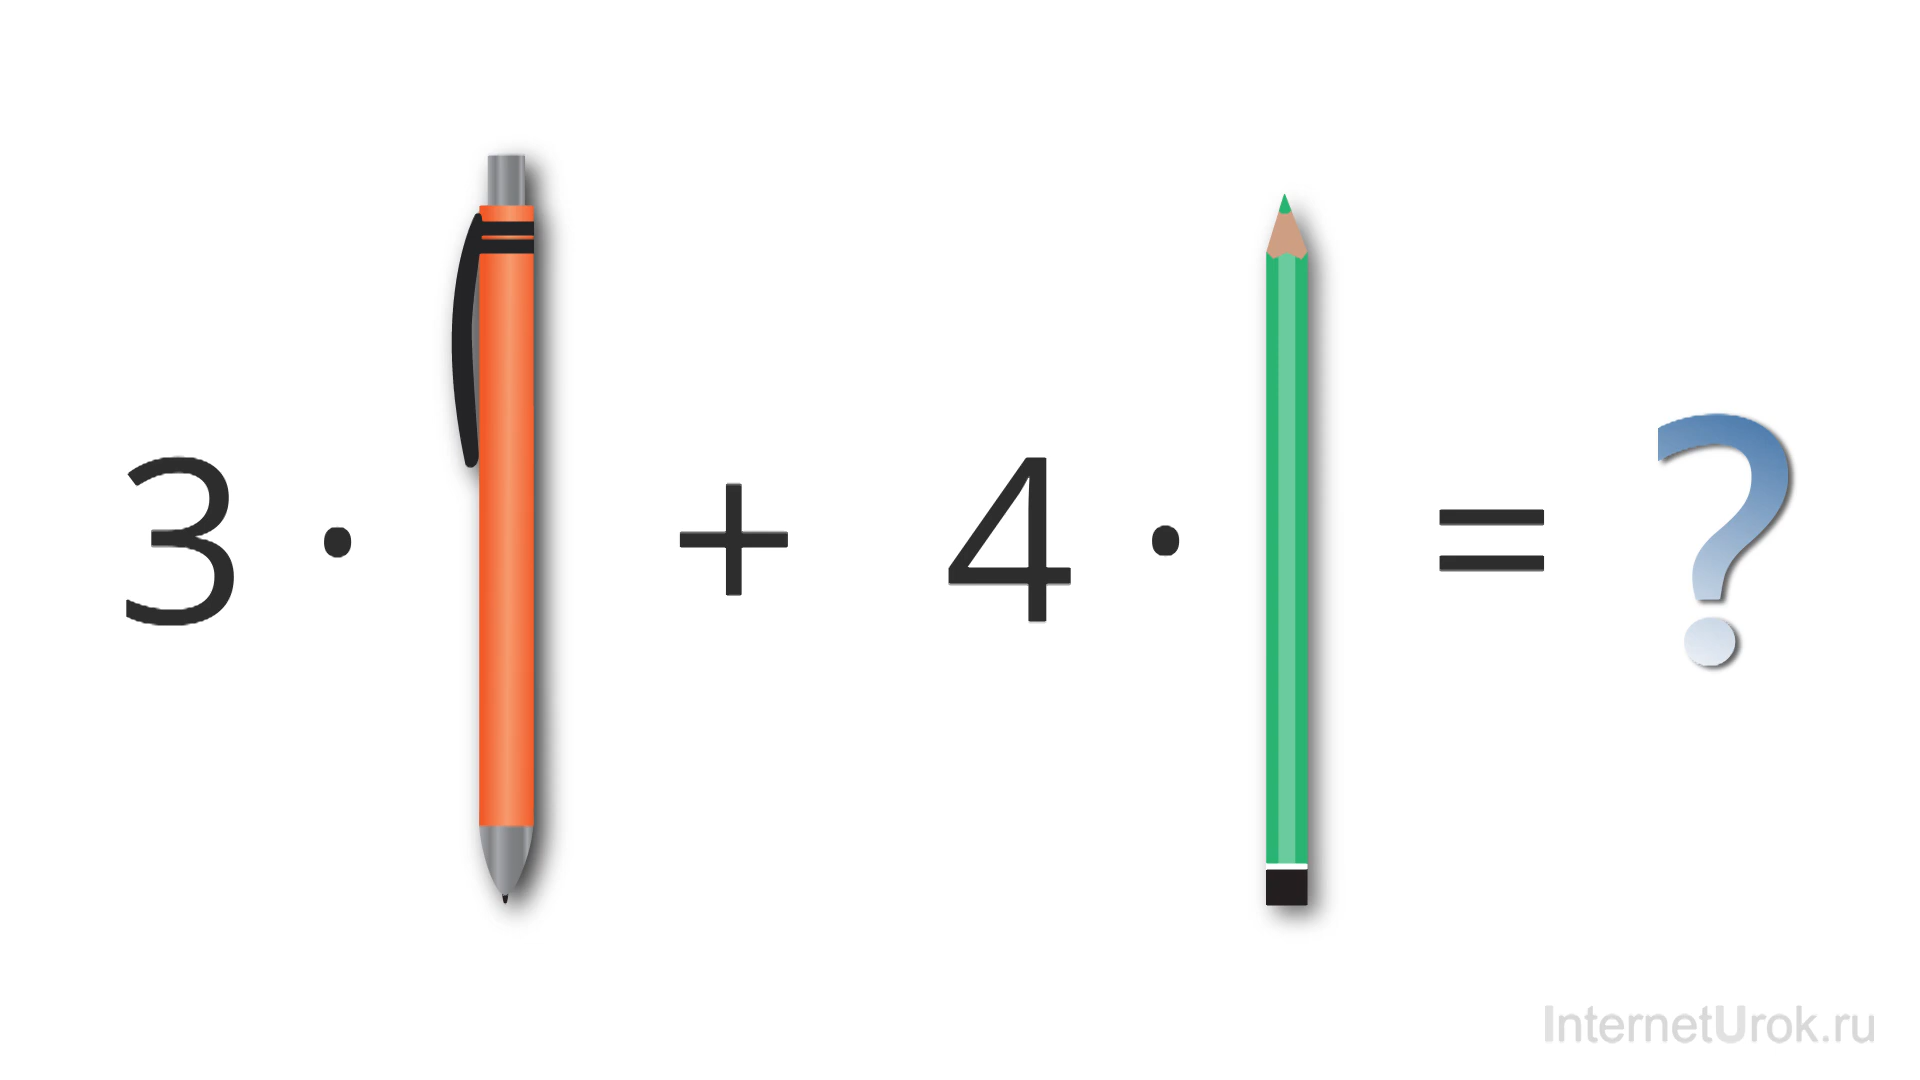 3 · + 4 · = ?
InternetUrok.ru